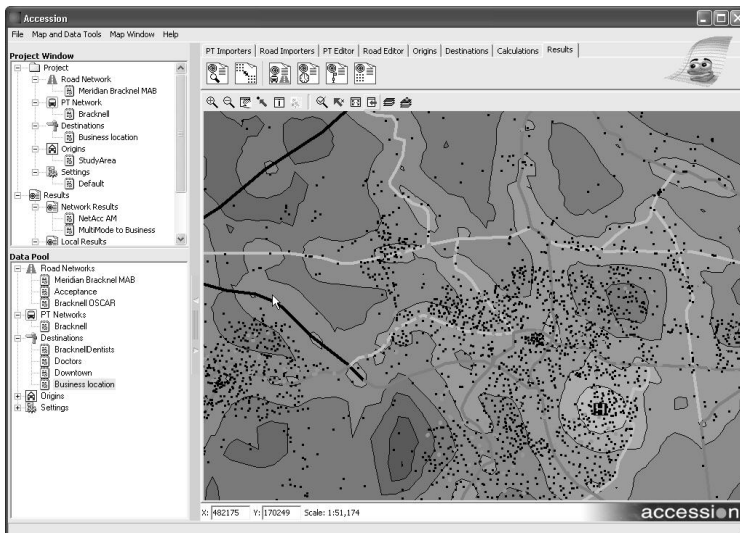 Accession
File Map and Data Tools Map Window Help
Project Window
Project
Road Network
Meridian Bracknel MAB
PT Network
Bracknell
Destinations
Business location
Origins
StudyArea
Settings
Default
Results
Network Results
NetAcc AM
MultiMode to Business
Local Results
Data Pool
Road Networks
Meridian Bracknel MAB
Acceptance
Bracknell OSCAR
PT Networks
Bracknell
Destinations
BracknellDentists
Doctors
Downtown
Business location
Origins
Settings
PT Importers Road Importers PT Editor Road Editor Origins Destinations Calculations Results
X: 482175 Y: 170249 Scale: 1:51,174
accession